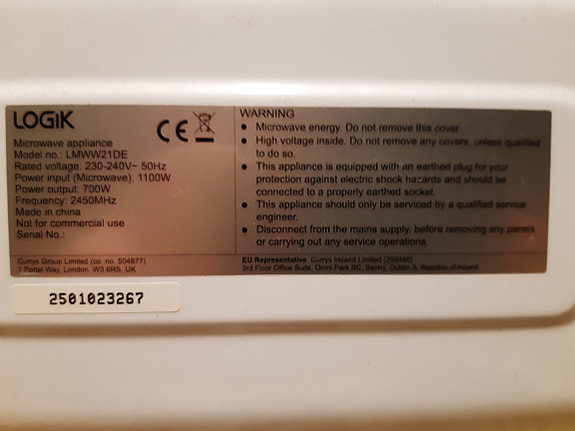 LOGIK
Microwave appliance
Model no.: LMWW21DE
Rated voltage: 230-240V~ 50Hz
Power input (Microwave): 1100W
Power output: 700W
Frequency: 2450MHz
Made in china
Not for commercial use
Serial No.:
CE
Currys Group Limited (co. no. 504877)
1 Portal Way, London, W3 6RS, UK
WARNING
● Microwave energy. Do not remove this cover.
● High voltage inside. Do not remove any covers, unless qualified
to do so.
● This appliance is equipped with an earthed plug for your
protection against electric shock hazards and should be
connected to a properly earthed socket.
● This appliance should only be serviced by a qualified service
engineer.
● Disconnect from the mains supply, before removing any panels
or carrying out any service operations.
EU Representative Currys Ireland Limited (259460)
3rd Floor Office Suite, Omni Park SC, Santry, Dublin 9, Republic of Ireland
2501023267